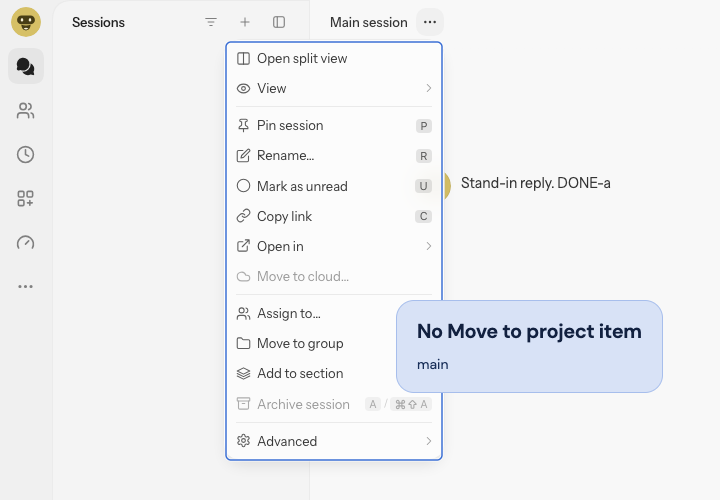 Sessions
Main session
Open split view
View
Pin session P
Rename... R
Mark as unread U
Copy link C
Open in
Move to cloud...
Assign to...
Move to group
Add to section
Archive session A / ⌘⇧A
Advanced
Stand-in reply. DONE-a
No Move to project item
main